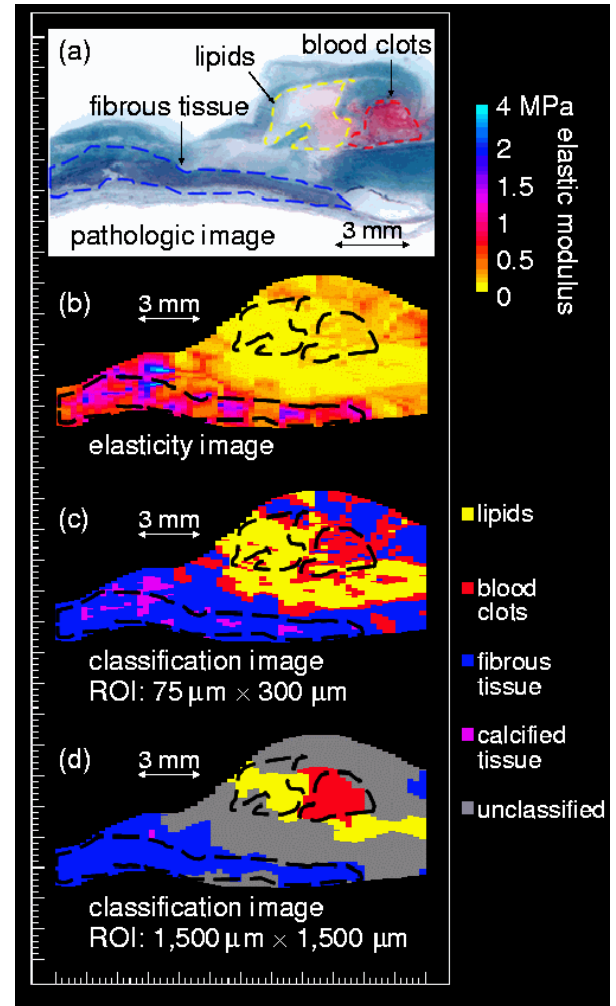 (a)
blood clots
lipids
fibrous tissue
pathologic image
3 mm
4 MPa
2
1.5
1
0.5
0
elastic modulus
(b)
3 mm
elasticity image
(c)
3 mm
classification image
ROI: 75 µm × 300 µm
lipids
blood
clots
fibrous
tissue
calcified
tissue
unclassified
(d)
3 mm
classification image
ROI: 1,500 µm × 1,500 µm